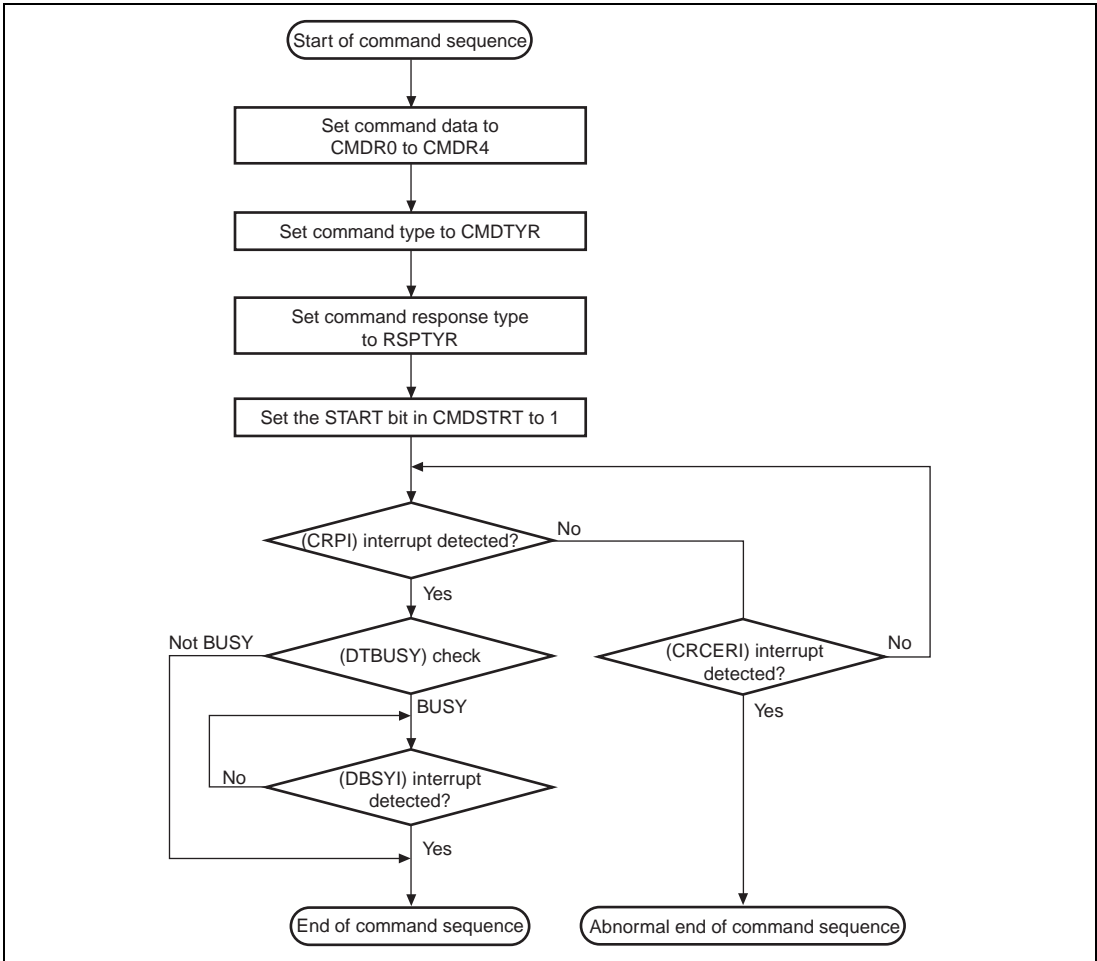 Start of command sequence
Set command data to
CMDR0 to CMDR4
Set command type to CMDTYR
Set command response type
to RSPTYR
Set the START bit in CMDSTRT to 1
(CRPI) interrupt detected?
No
Yes
Not BUSY
(DTBUSY) check
(CRCERI) interrupt
detected?
No
BUSY
Yes
No
(DBSYI) interrupt
detected?
Yes
End of command sequence
Abnormal end of command sequence